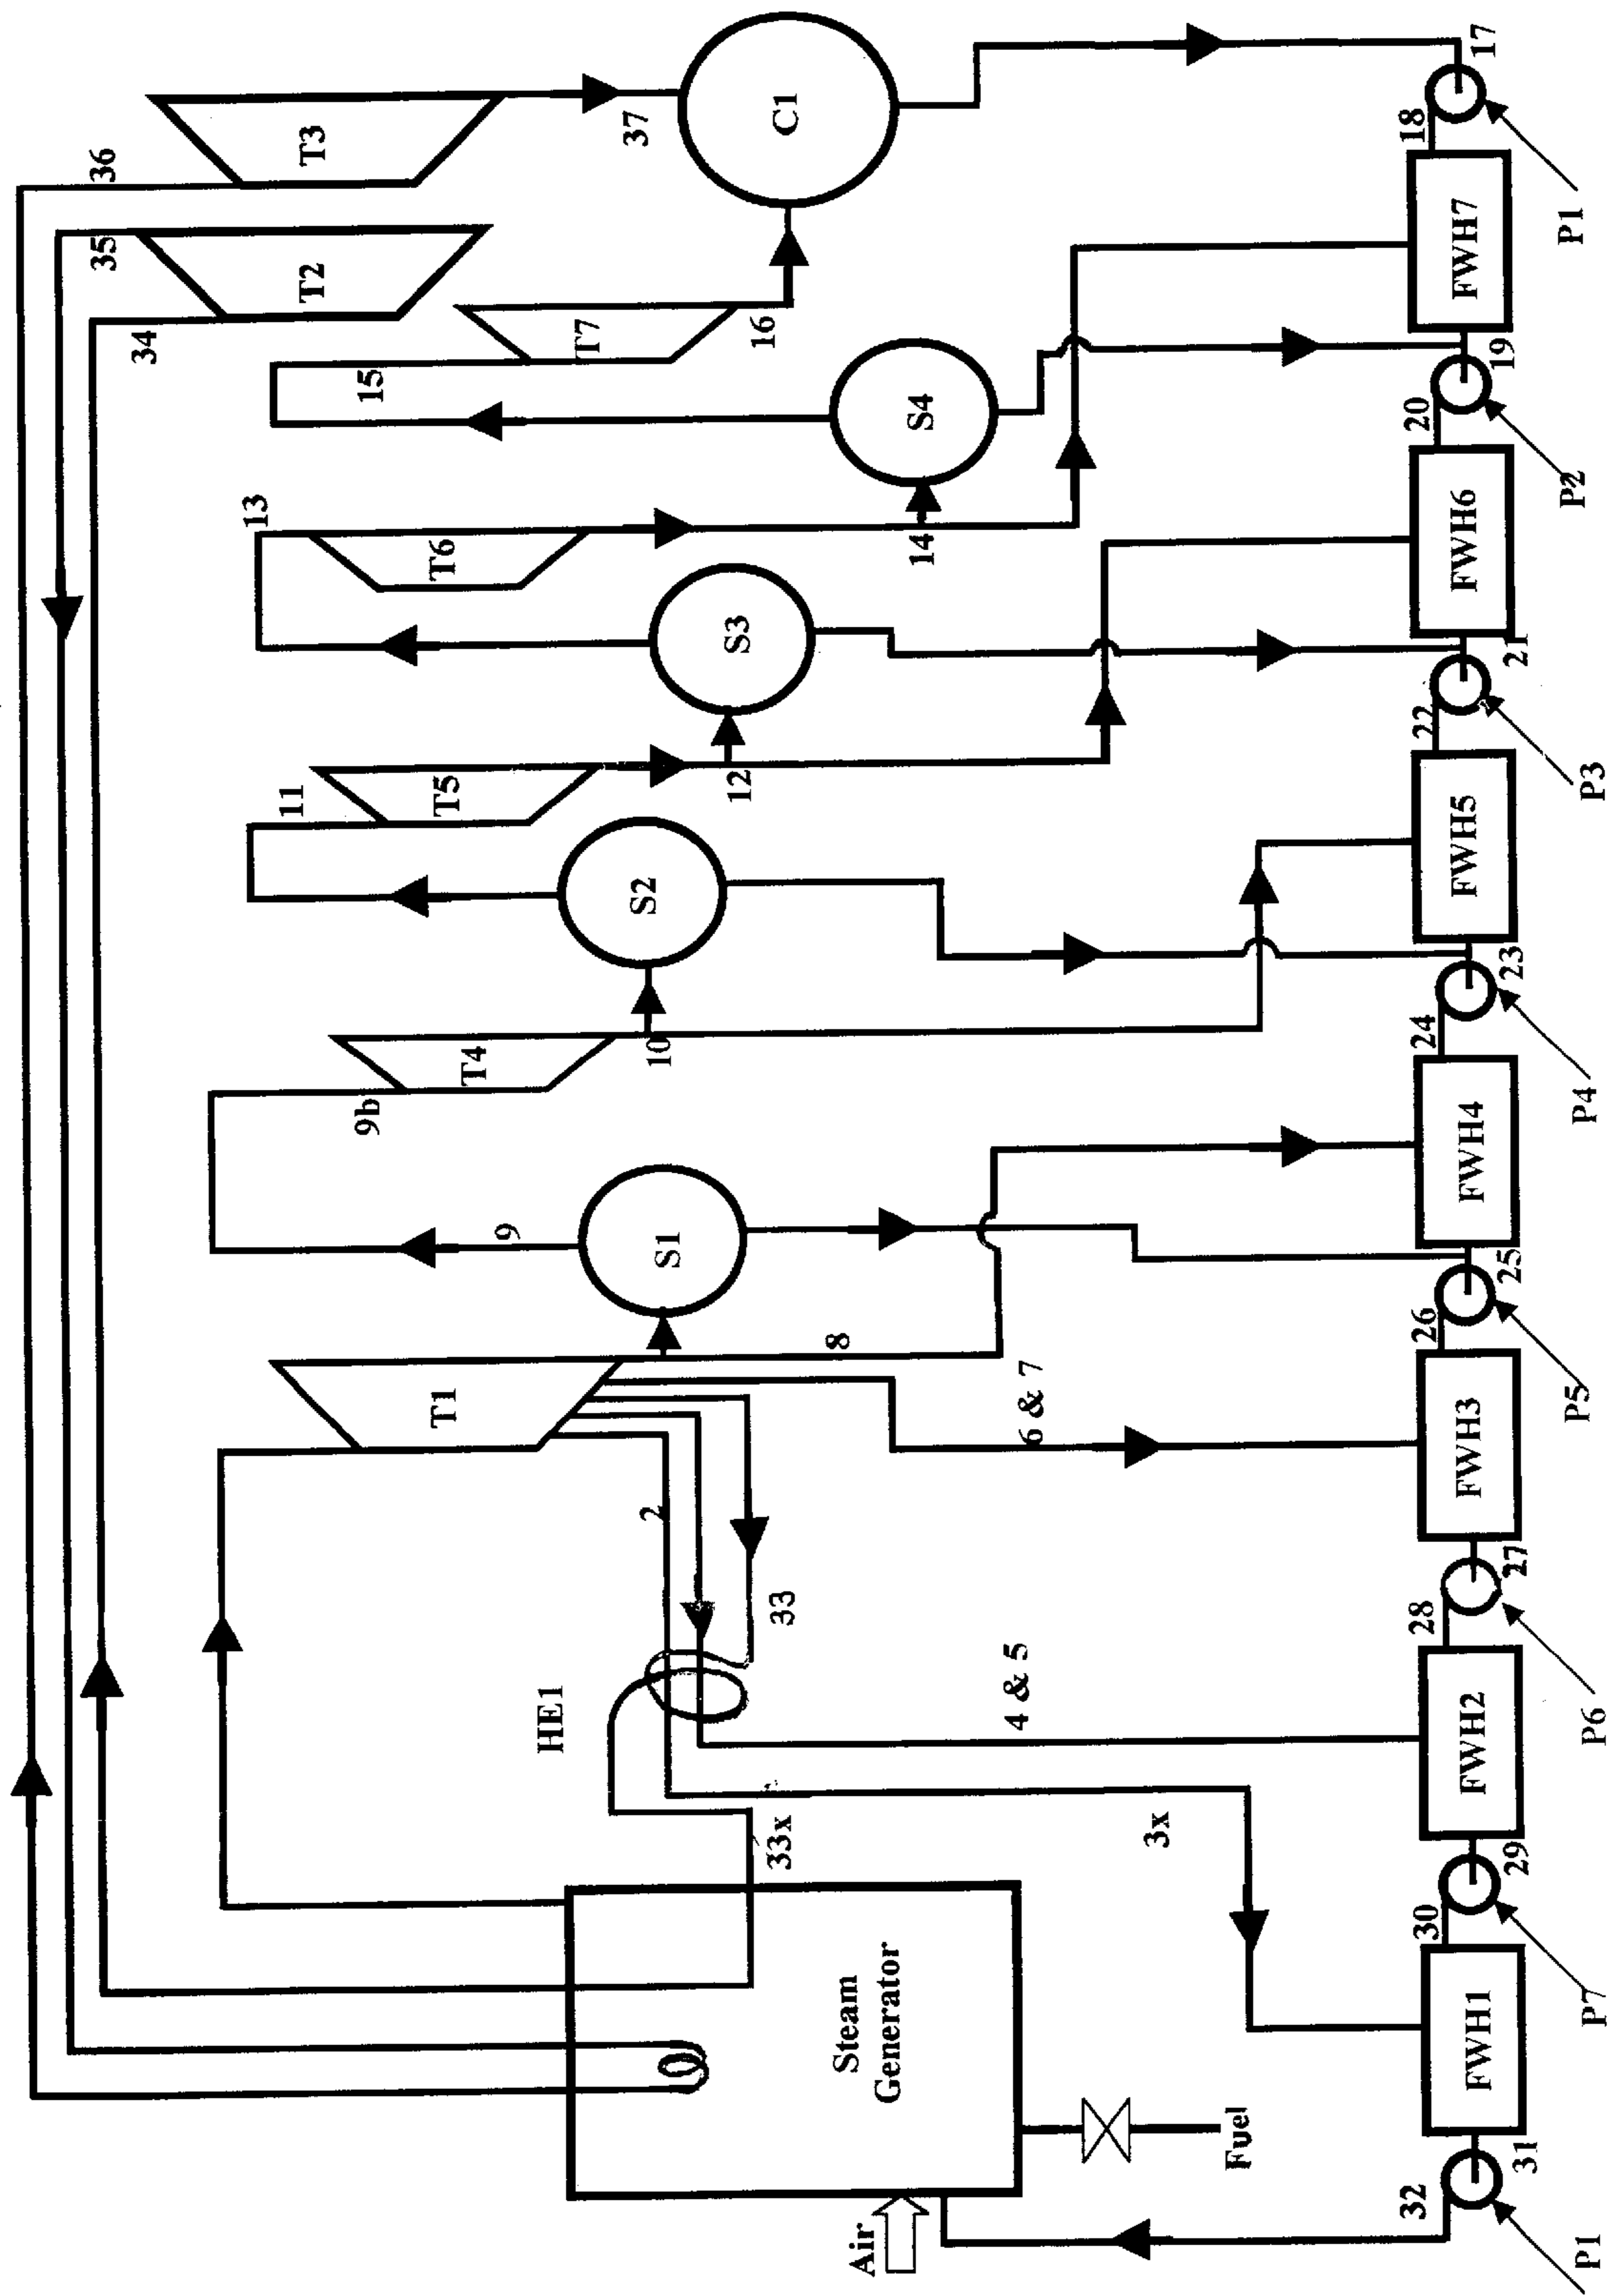 36
35
34
T3
T2
37
C1
15
T7
16
S4
13
T6
14
S3
11
T5
12
S2
9b
T4
10
9
S1
T1
8
6 & 7
2
33
HE1
4 & 5
33x
3x
Steam
Generator
Air
Fuel
17
18
P1
FWH7
19
20
P2
FWH6
21
22
P3
FWH5
23
24
P4
FWH4
25
26
P5
FWH3
27
28
P6
FWH2
29
30
P7
FWH1
31
32
P1